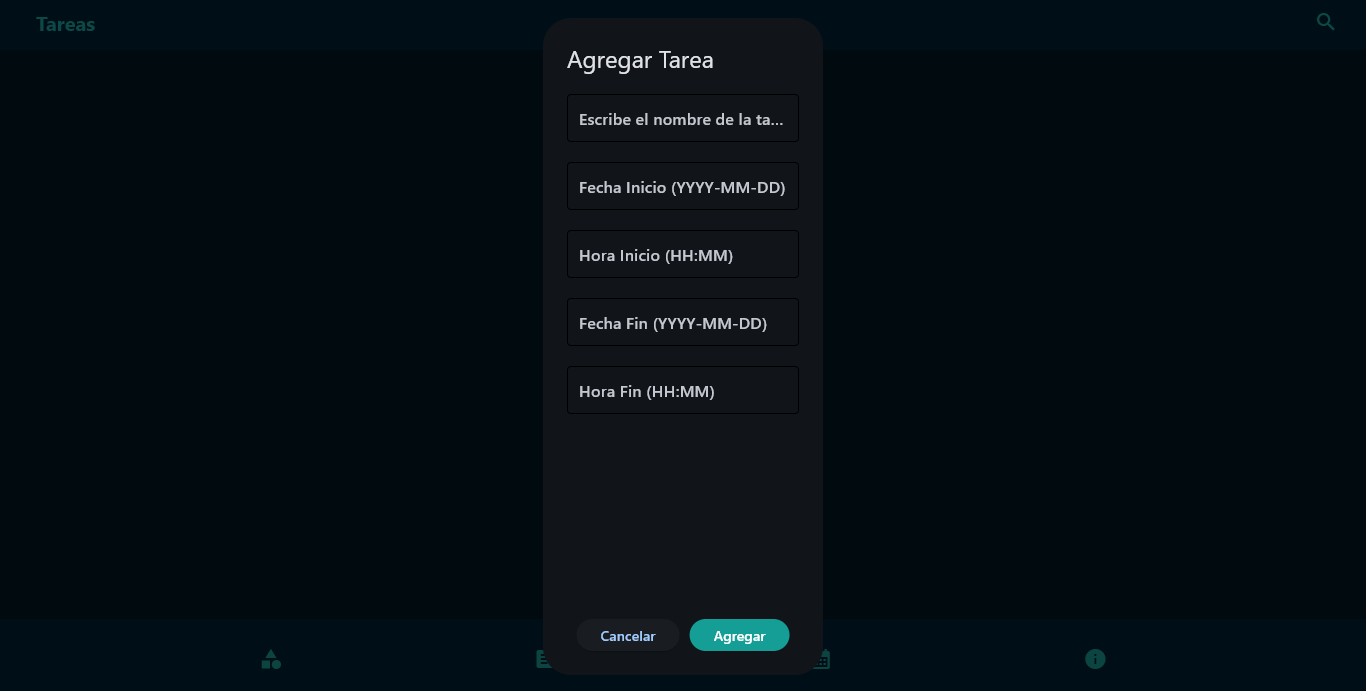 Tareas
Agregar Tarea
Escribe el nombre de la ta...
Fecha Inicio (YYYY-MM-DD)
Hora Inicio (HH:MM)
Fecha Fin (YYYY-MM-DD)
Hora Fin (HH:MM)
Cancelar
Agregar